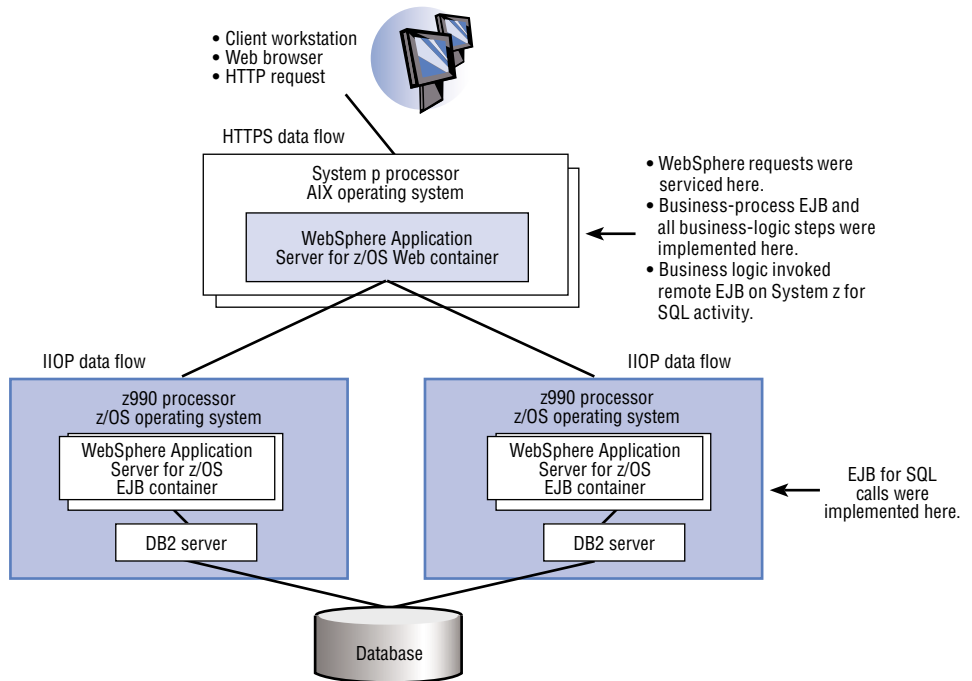 • Client workstation
• Web browser
• HTTP request
HTTPS data flow
System p processor
AIX operating system
WebSphere Application
Server for z/OS Web container
• WebSphere requests were
serviced here.
• Business-process EJB and
all business-logic steps were
implemented here.
• Business logic invoked
remote EJB on System z for
SQL activity.
IIOP data flow
IIOP data flow
z990 processor
z/OS operating system
WebSphere Application
Server for z/OS
EJB container
DB2 server
z990 processor
z/OS operating system
WebSphere Application
Server for z/OS
EJB container
DB2 server
EJB for SQL
calls were
implemented here.
Database